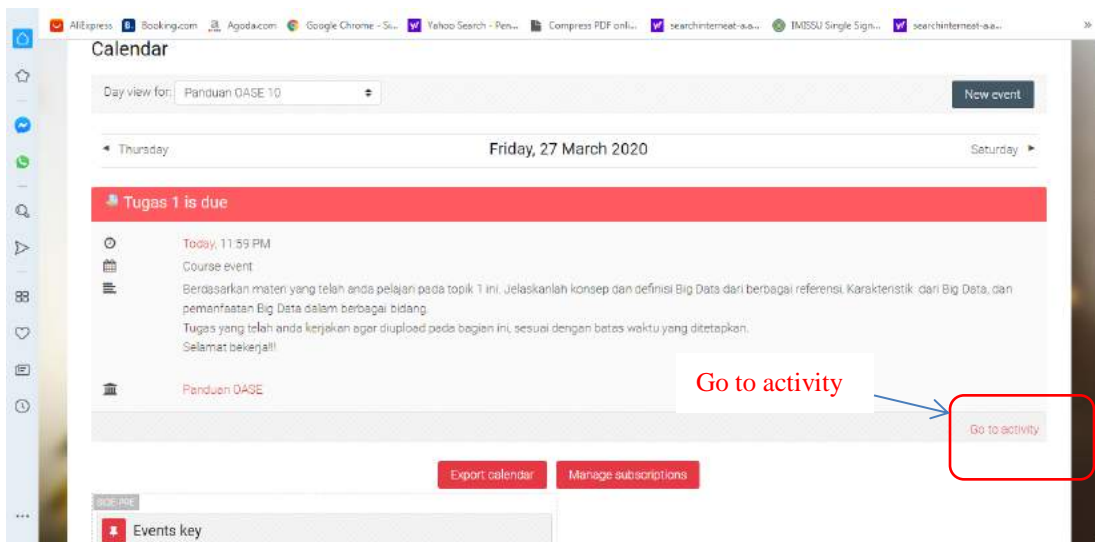 AliExpress Booking.com Agoda.com Google Chrome - Si... Yahoo Search - Pen... Compress PDF onli... searchinterneat-a.a... IMISSU Single Sign... searchinterneat-a.a... »
Calendar
Day view for: Panduan OASE 10 New event
◄ Thursday Friday, 27 March 2020 Saturday ►
Tugas 1 is due
Today, 11:59 PM
Course event
Berdasarkan materi yang telah anda pelajari pada topik 1 ini. Jelaskanlah konsep dan definisi Big Data dari berbagai referensi. Karakteristik dari Big Data, dan
pemanfaatan Big Data dalam berbagai bidang.
Tugas yang telah anda kerjakan agar diupload pada bagian ini, sesuai dengan batas waktu yang ditetapkan.
Selamat bekerja!!!
Go to activity
Panduan OASE
Go to activity
Export calendar Manage subscriptions
SIDE-PRE
Events key